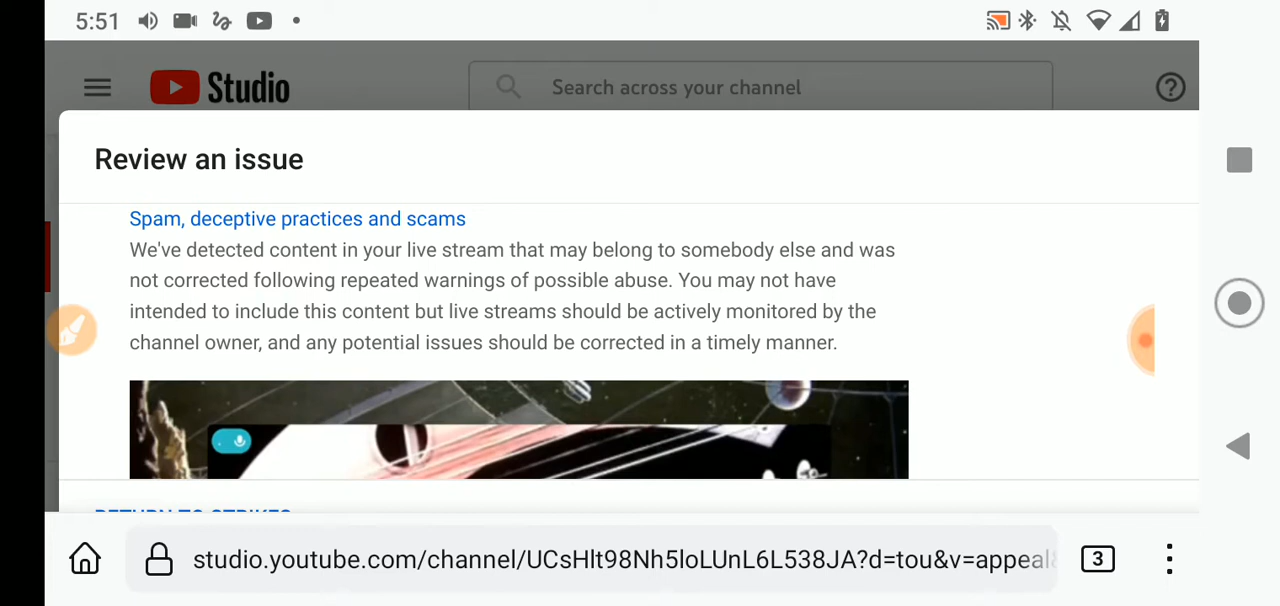 5:51
Studio
Search across your channel
Review an issue
Spam, deceptive practices and scams
We've detected content in your live stream that may belong to somebody else and was
not corrected following repeated warnings of possible abuse. You may not have
intended to include this content but live streams should be actively monitored by the
channel owner, and any potential issues should be corrected in a timely manner.
RETURN TO STRIKES
studio.youtube.com/channel/UCsHlt98Nh5loLUnL6L538JA?d=tou&v=appeal
3